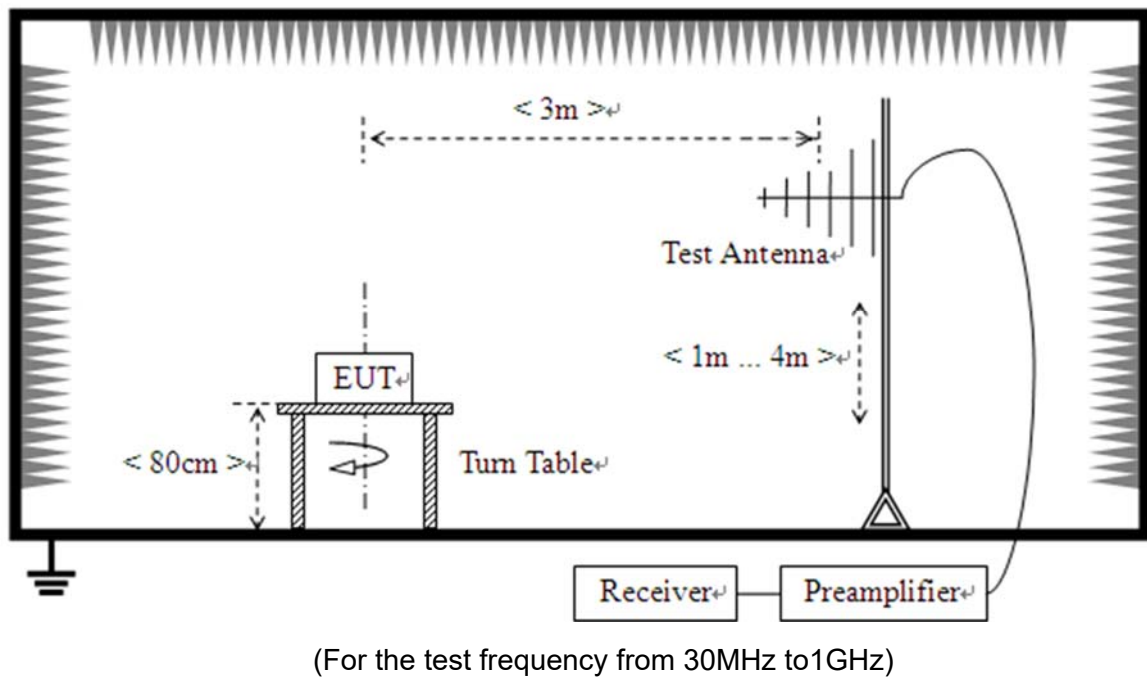 < 3m >↵
Test Antenna↵
< 1m ... 4m >↵
EUT↵
< 80cm >↵
Turn Table↵
Receiver↵
Preamplifier↵
(For the test frequency from 30MHz to1GHz)